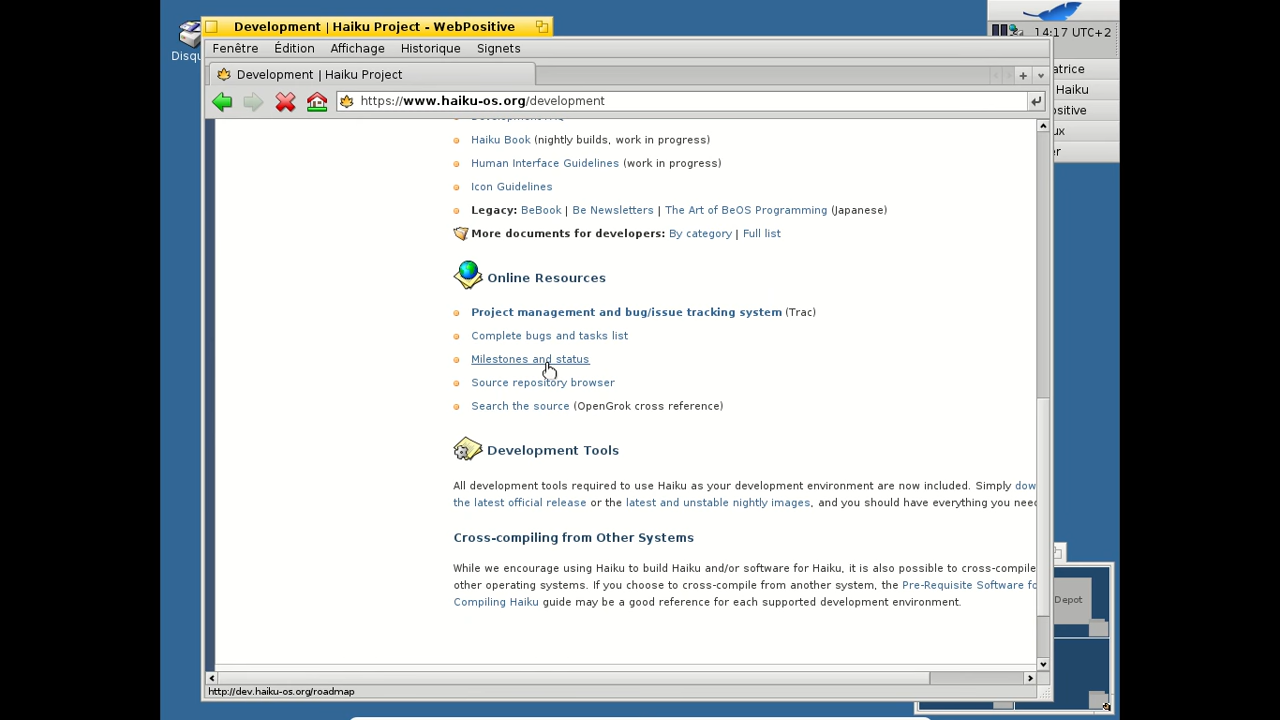 Development | Haiku Project - WebPositive
14:17 UTC+2
Disqu
Fenêtre Édition Affichage Historique Signets
atrice
Development | Haiku Project
Haiku
https://www.haiku-os.org/development
ositive
ux
Haiku Book (nightly builds, work in progress)
er
Human Interface Guidelines (work in progress)
Icon Guidelines
Legacy: BeBook | Be Newsletters | The Art of BeOS Programming (Japanese)
More documents for developers: By category | Full list
Online Resources
Project management and bug/issue tracking system (Trac)
Complete bugs and tasks list
Milestones and status
Source repository browser
Search the source (OpenGrok cross reference)
Development Tools
All development tools required to use Haiku as your development environment are now included. Simply dow
the latest official release or the latest and unstable nightly images, and you should have everything you need
Cross-compiling from Other Systems
While we encourage using Haiku to build Haiku and/or software for Haiku, it is also possible to cross-compile
other operating systems. If you choose to cross-compile from another system, the Pre-Requisite Software fo
Compiling Haiku guide may be a good reference for each supported development environment.
Depot
http://dev.haiku-os.org/roadmap